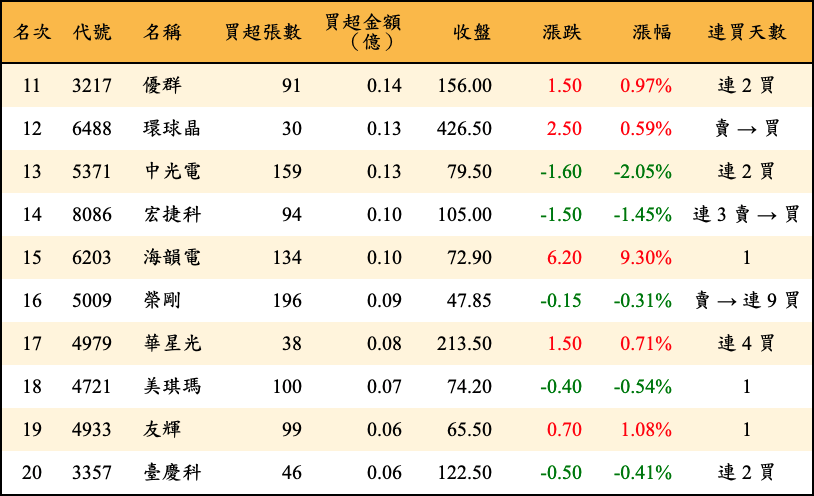 名次 代號 名稱 買超張數 買超金額（億） 收盤 漲跌 漲幅 連買天數
11 3217 優群 91 0.14 156.00 1.50 0.97% 連 2 買
12 6488 環球晶 30 0.13 426.50 2.50 0.59% 賣 → 買
13 5371 中光電 159 0.13 79.50 -1.60 -2.05% 連 2 買
14 8086 宏捷科 94 0.10 105.00 -1.50 -1.45% 連 3 賣 → 買
15 6203 海韻電 134 0.10 72.90 6.20 9.30% 1
16 5009 榮剛 196 0.09 47.85 -0.15 -0.31% 賣 → 連 9 買
17 4979 華星光 38 0.08 213.50 1.50 0.71% 連 4 買
18 4721 美琪瑪 100 0.07 74.20 -0.40 -0.54% 1
19 4933 友輝 99 0.06 65.50 0.70 1.08% 1
20 3357 臺慶科 46 0.06 122.50 -0.50 -0.41% 連 2 買